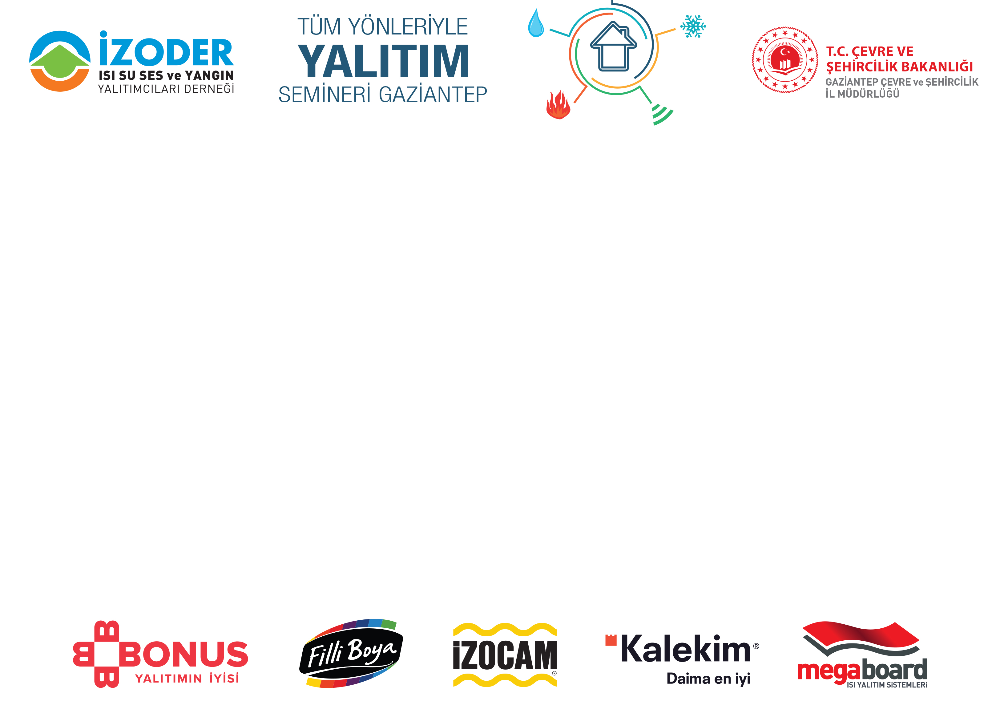 İZODER
ISI SU SES ve YANGIN
YALITIMCILARI DERNEĞİ
TÜM YÖNLERİYLE
YALITIM
SEMİNERİ GAZİANTEP
T.C. ÇEVRE VE
ŞEHİRCİLİK BAKANLIĞI
GAZİANTEP ÇEVRE ve ŞEHİRCİLİK
İL MÜDÜRLÜĞÜ
BONUS
YALITIMIN İYİSİ
Filli Boya
İZOCAM ®
Kalekim®
Daima en iyi
megaboard
ISI YALITIM SİSTEMLERİ